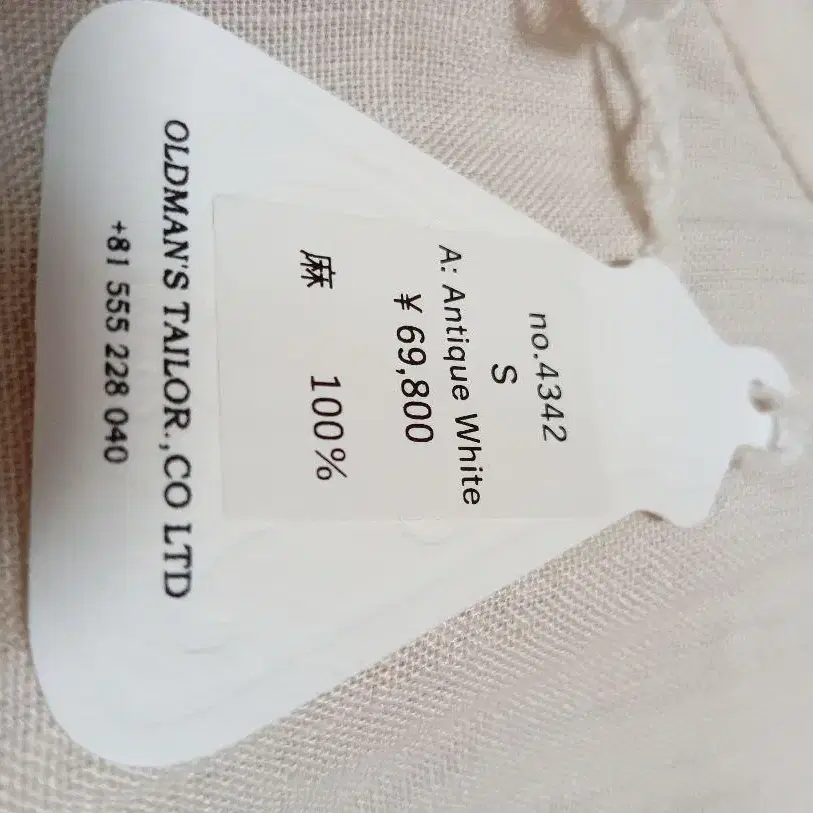 no.4342
S
A: Antique White
¥ 69,800
麻 100%
OLDMAN'S TAILOR.,CO LTD
+81 555 228 040